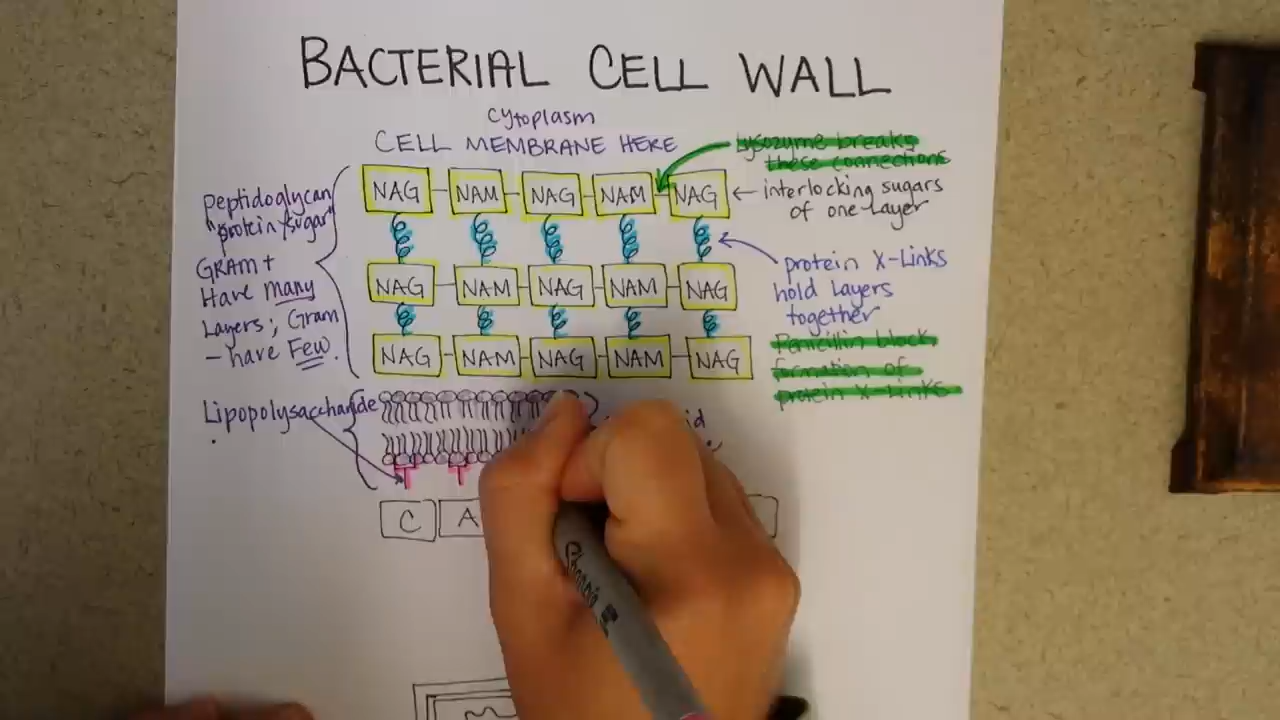 BACTERIAL CELL WALL
cytoplasm
CELL MEMBRANE HERE
lysozyme breaks
these connections
Peptidoglycan
"protein/sugar"
GRAM +
Have many
Layers; Gram
- have Few.
NAG NAM NAG NAM NAG
interlocking sugars
of one Layer
protein X-Links
hold Layers
together
NAG NAM NAG NAM NAG
Penicillin block
formation of
protein X-Links
NAG NAM NAG NAM NAG
Lipopolysaccharide
C A
Sharpie